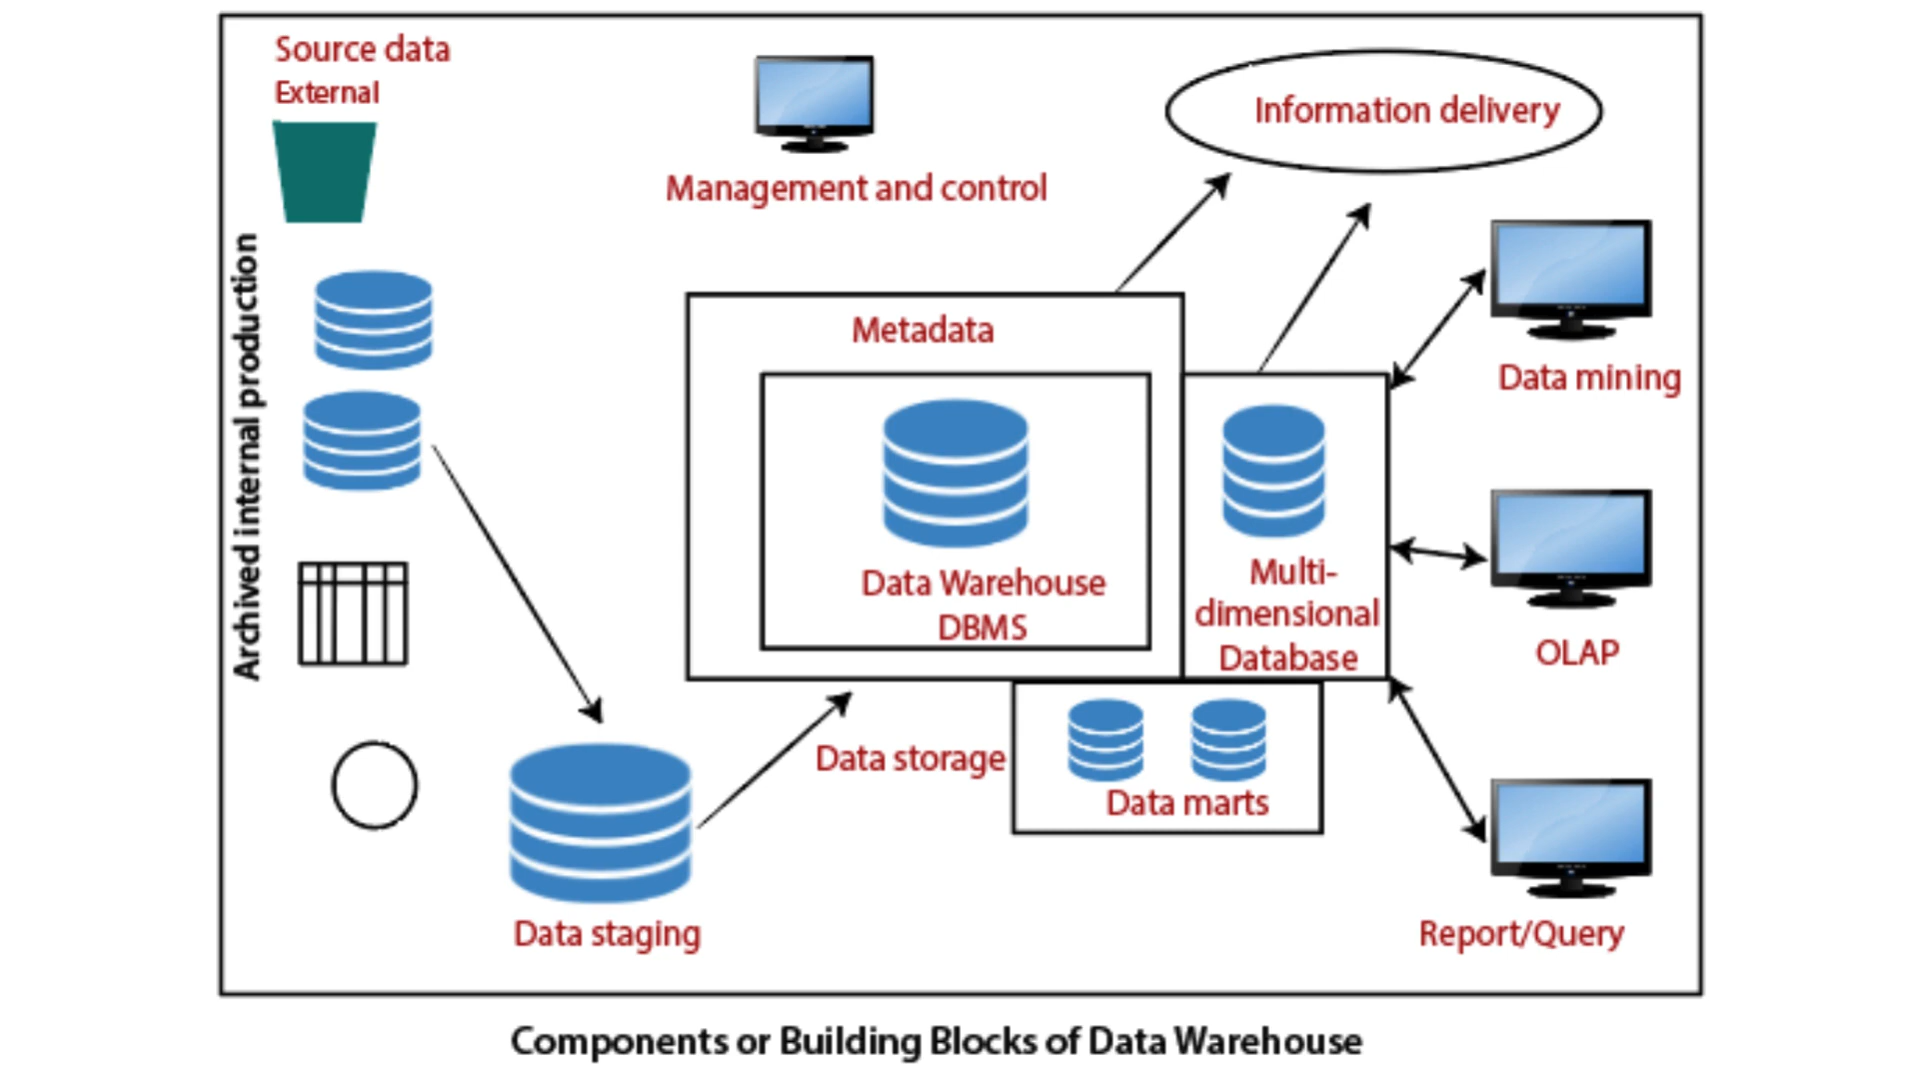 Source data
External
Archived internal production
Management and control
Information delivery
Metadata
Data Warehouse
DBMS
Multi-
dimensional
Database
Data mining
OLAP
Data storage
Data marts
Data staging
Report/Query
Components or Building Blocks of Data Warehouse